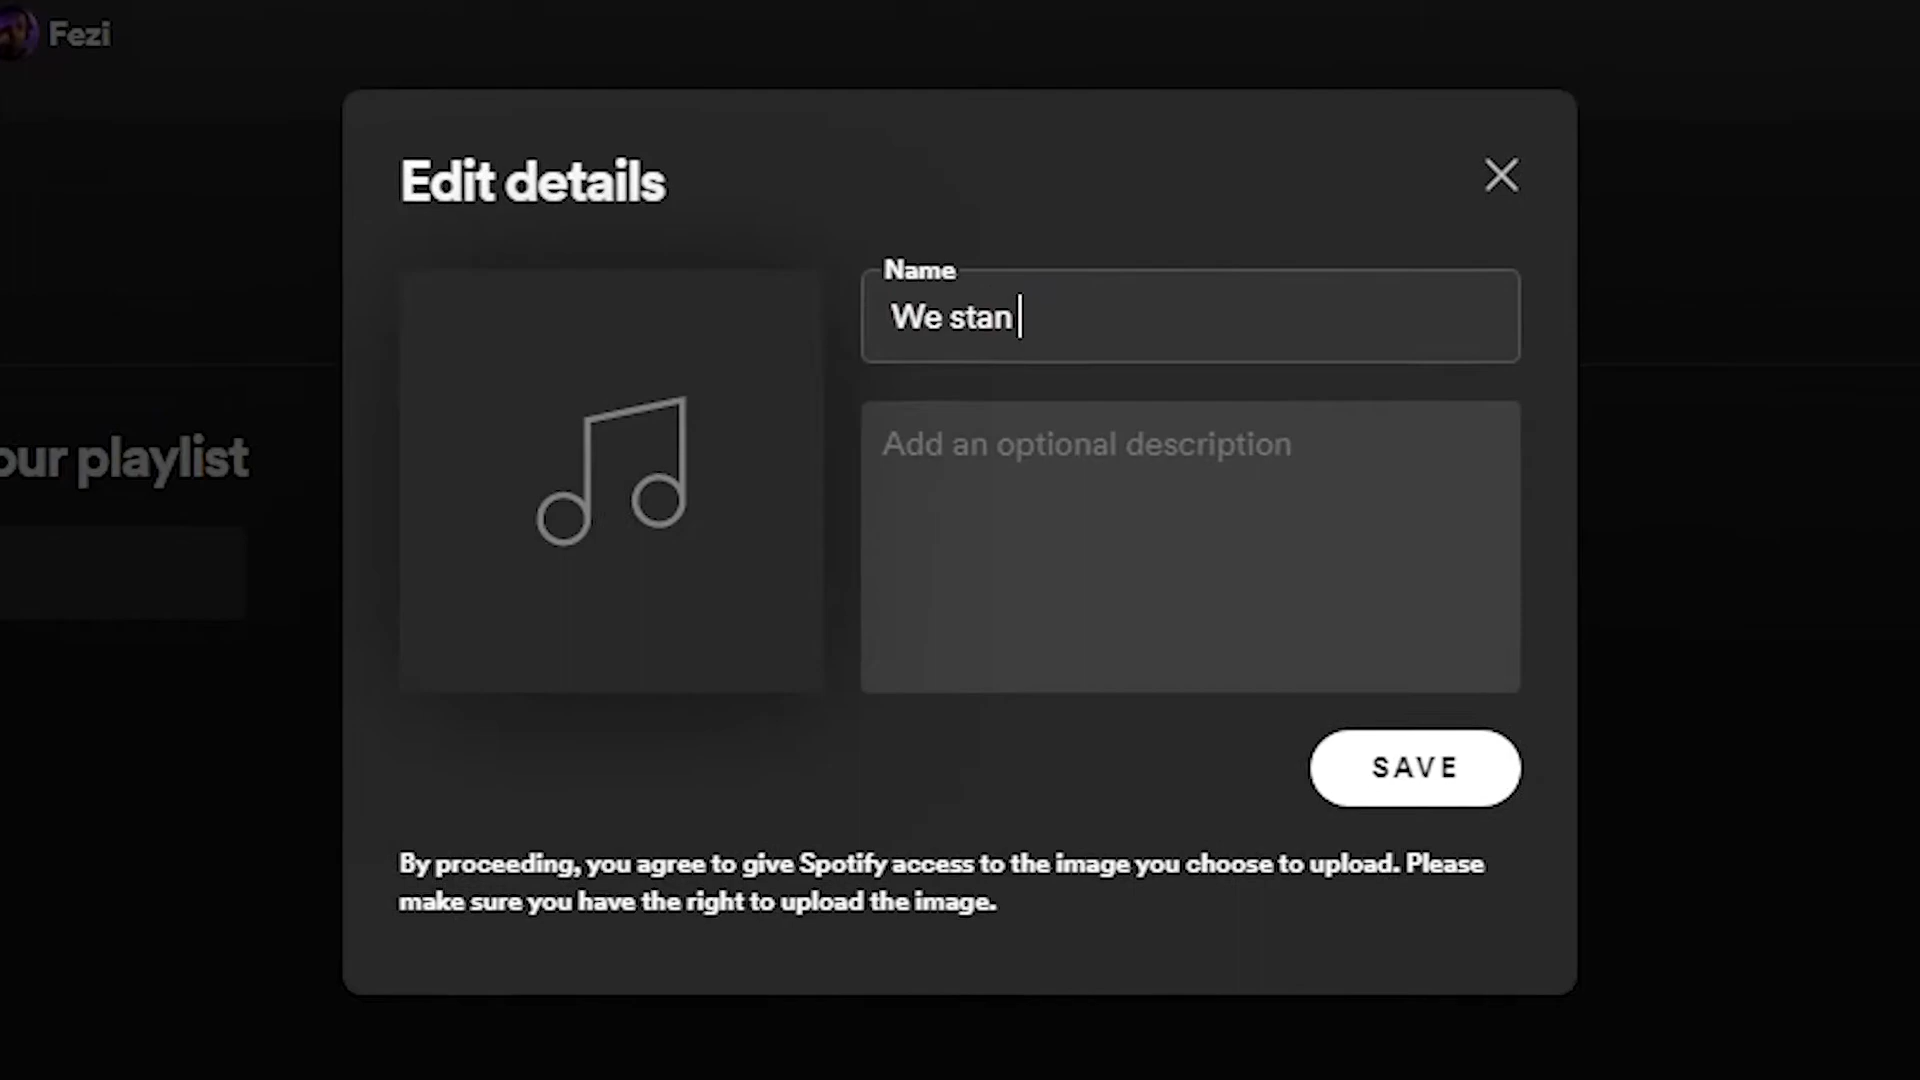 Fezi
Edit details
Name
We stan
our playlist
Add an optional description
SAVE
By proceeding, you agree to give Spotify access to the image you choose to upload. Please
make sure you have the right to upload the image.